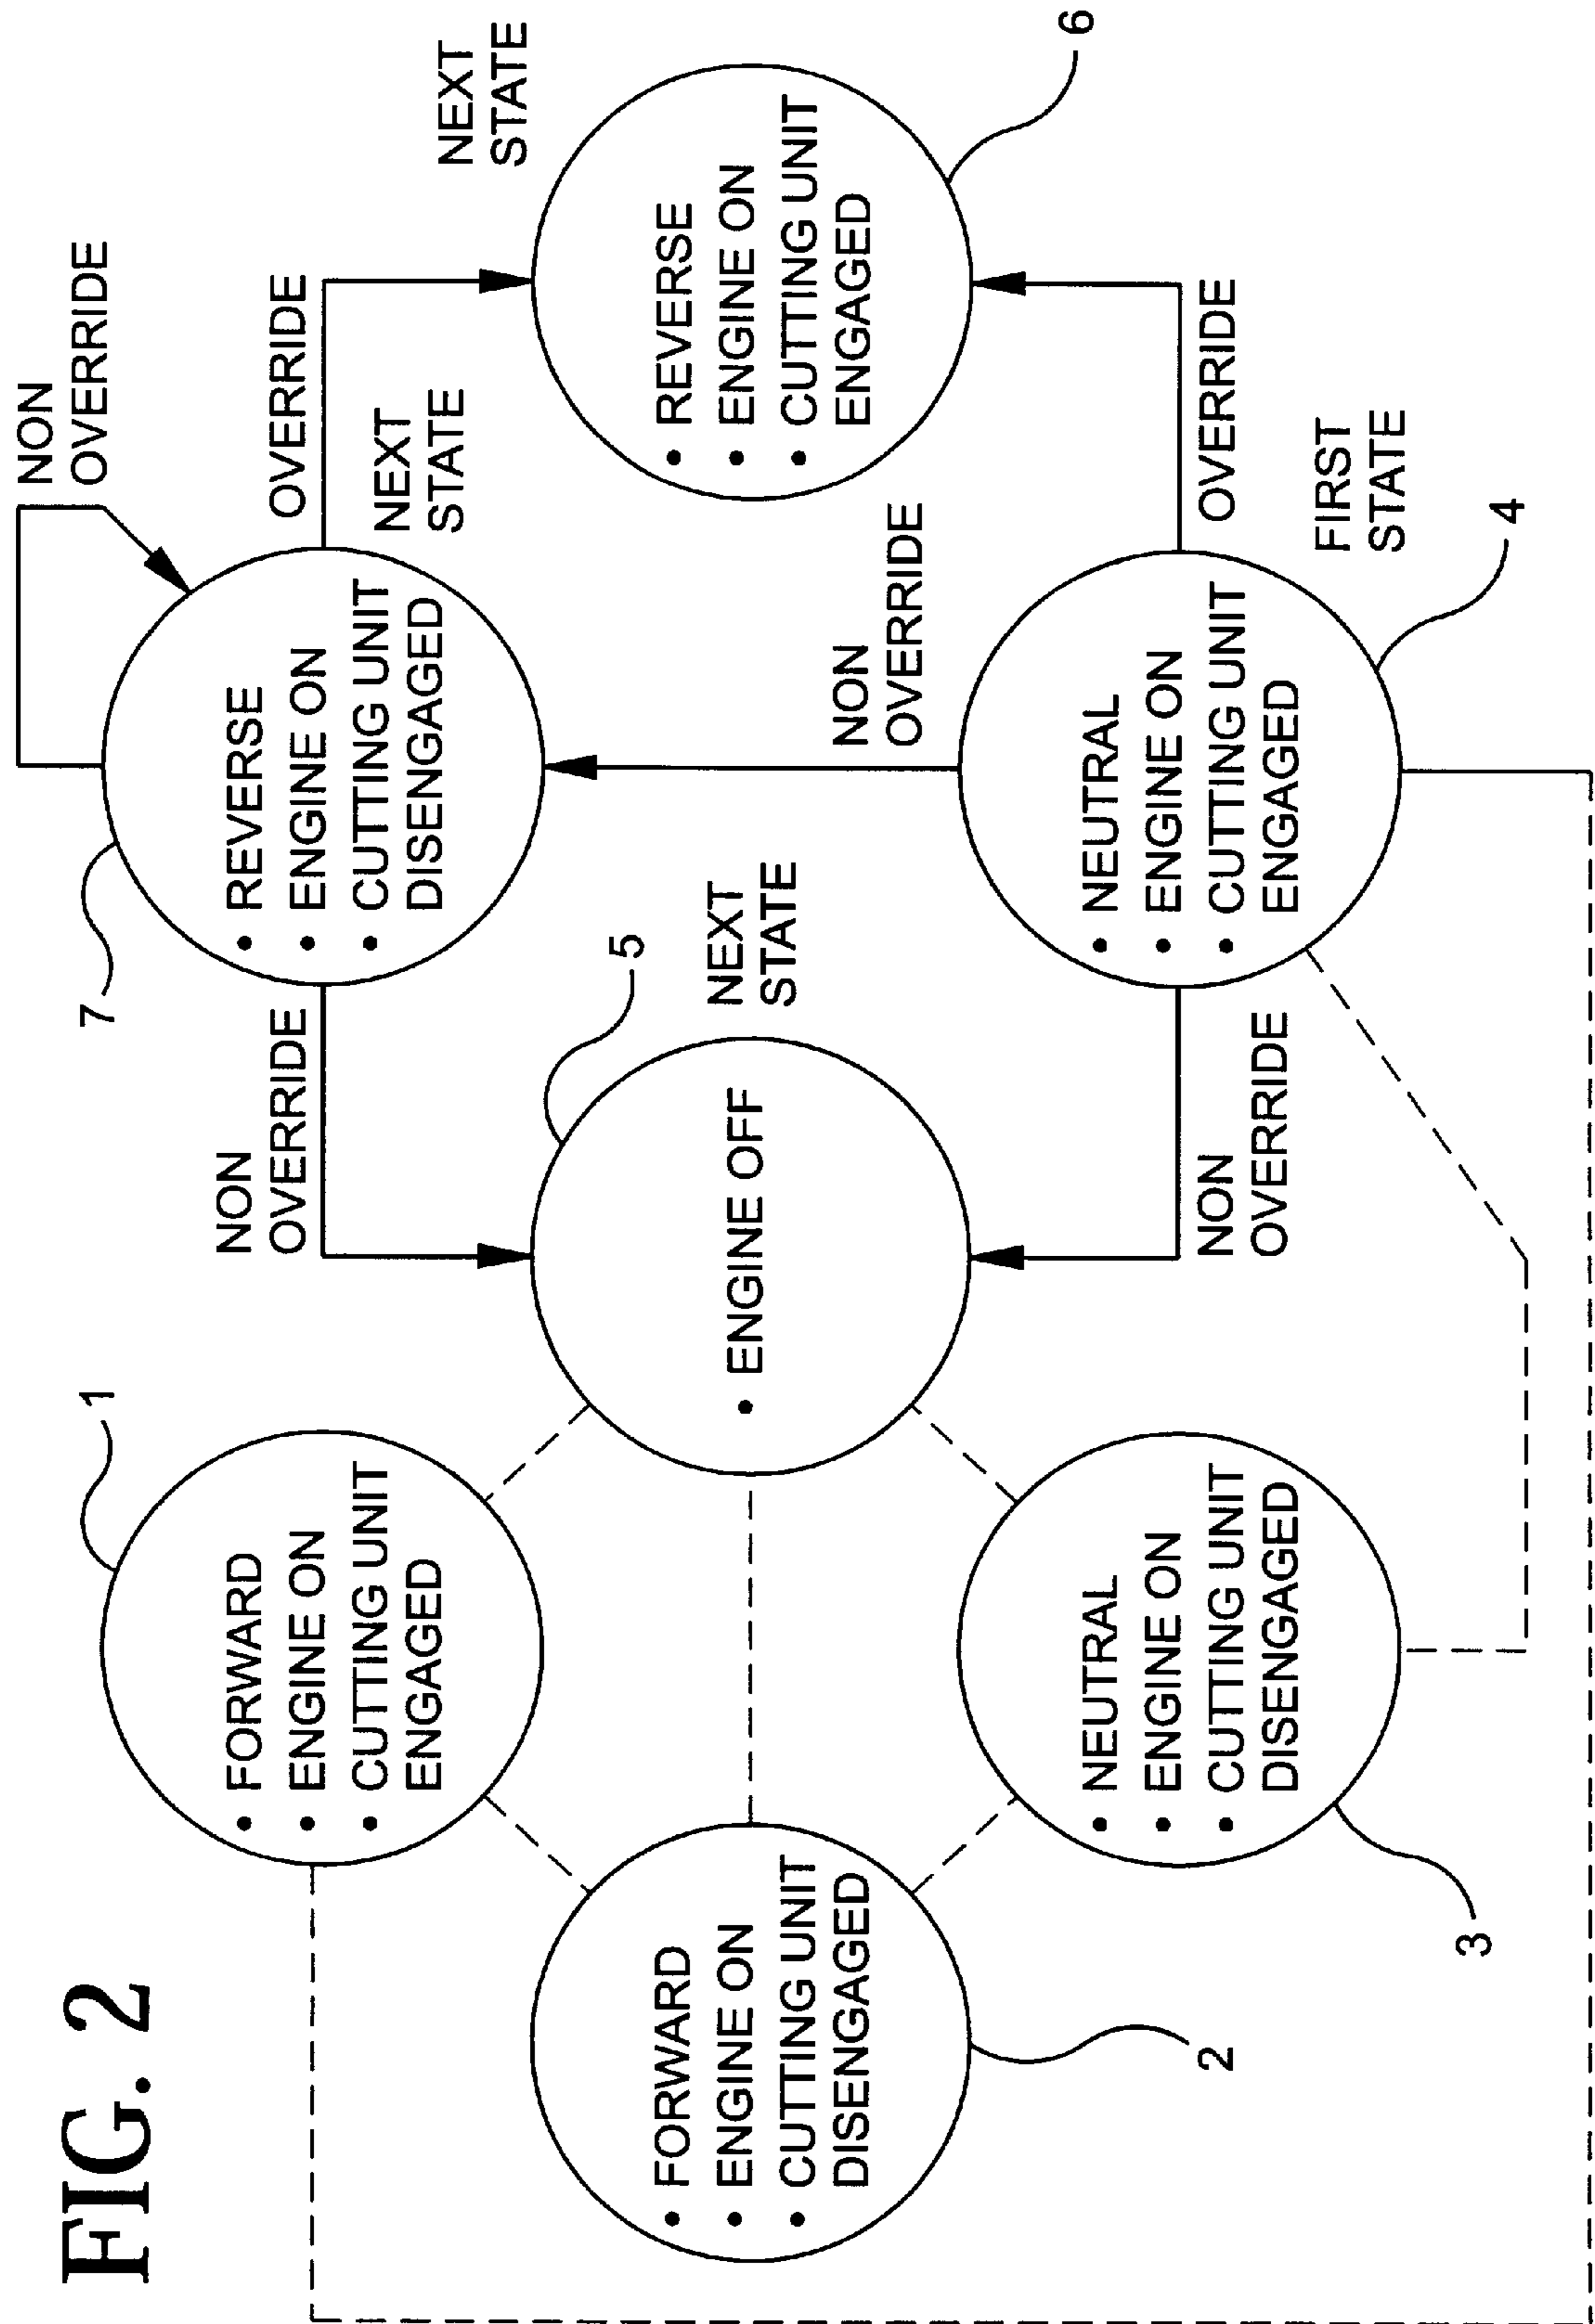 FIG. 2
1
• FORWARD
• ENGINE ON
• CUTTING UNIT
ENGAGED
2
• FORWARD
• ENGINE ON
• CUTTING UNIT
DISENGAGED
3
• NEUTRAL
• ENGINE ON
• CUTTING UNIT
DISENGAGED
5
• ENGINE OFF
NEXT
STATE
NON
OVERRIDE
NON
OVERRIDE
7
• REVERSE
• ENGINE ON
• CUTTING UNIT
DISENGAGED
NON
OVERRIDE
OVERRIDE
NEXT
STATE
NON
OVERRIDE
4
• NEUTRAL
• ENGINE ON
• CUTTING UNIT
ENGAGED
FIRST
STATE
OVERRIDE
6
• REVERSE
• ENGINE ON
• CUTTING UNIT
ENGAGED
NEXT
STATE